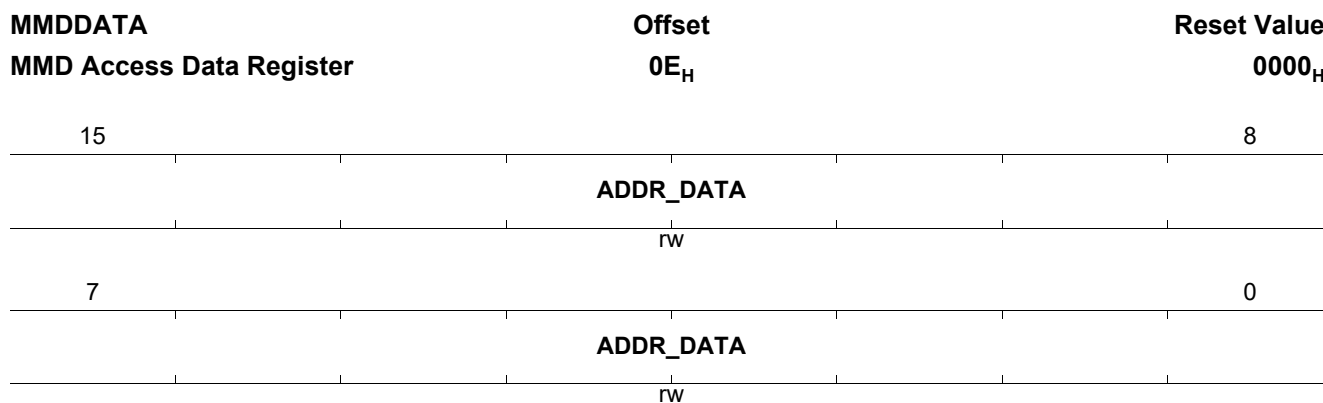 MMDDATA Offset Reset Value
MMD Access Data Register 0EH 0000H
15 8
ADDR_DATA
rw
7 0
ADDR_DATA
rw